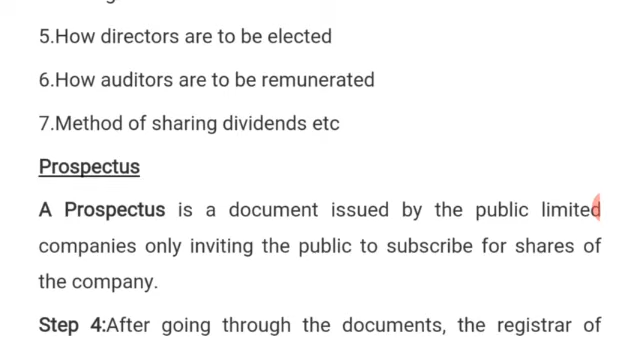 5.How directors are to be elected
6.How auditors are to be remunerated
7.Method of sharing dividends etc
Prospectus
A Prospectus is a document issued by the public limited
companies only inviting the public to subscribe for shares of
the company.
Step 4:After going through the documents, the registrar of